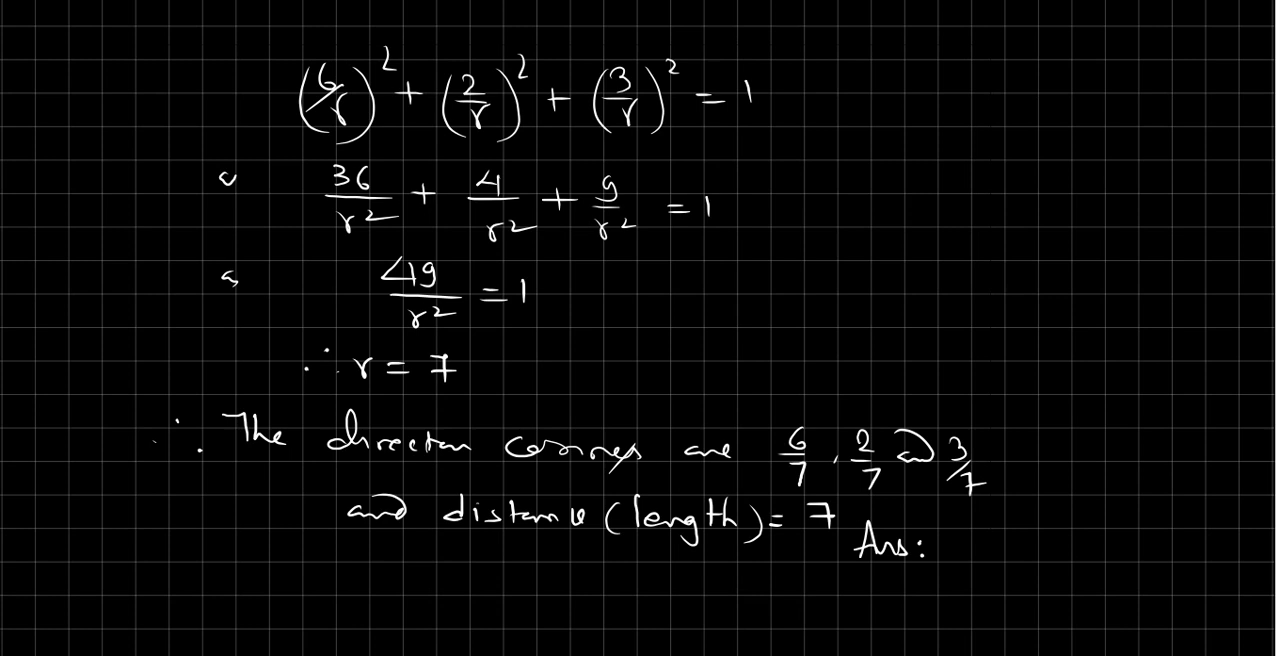 (6/r)² + (2/r)² + (3/r)² = 1
36/r² + 4/r² + 9/r² = 1
49/r² = 1
∴ r = 7
∴ The direction cosines are 6/7, 2/7 and 3/7
and distance (length) = 7
Ans: